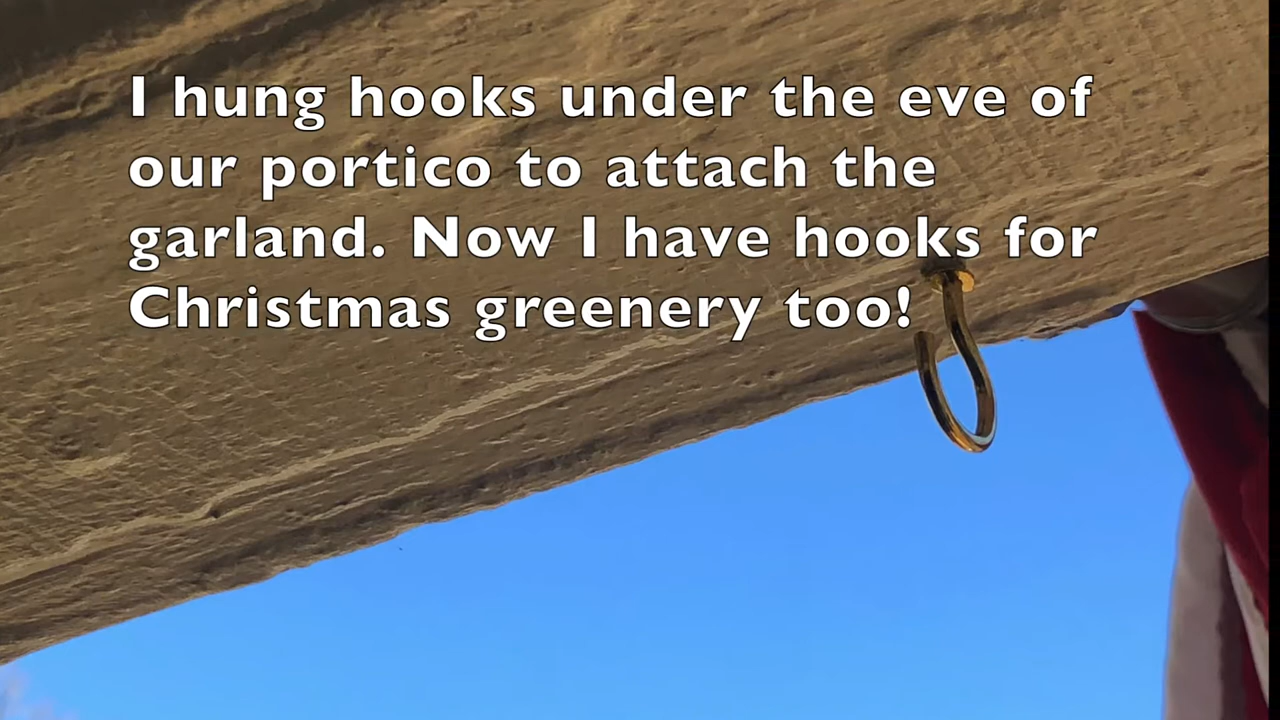 I hung hooks under the eve of
our portico to attach the
garland. Now I have hooks for
Christmas greenery too!